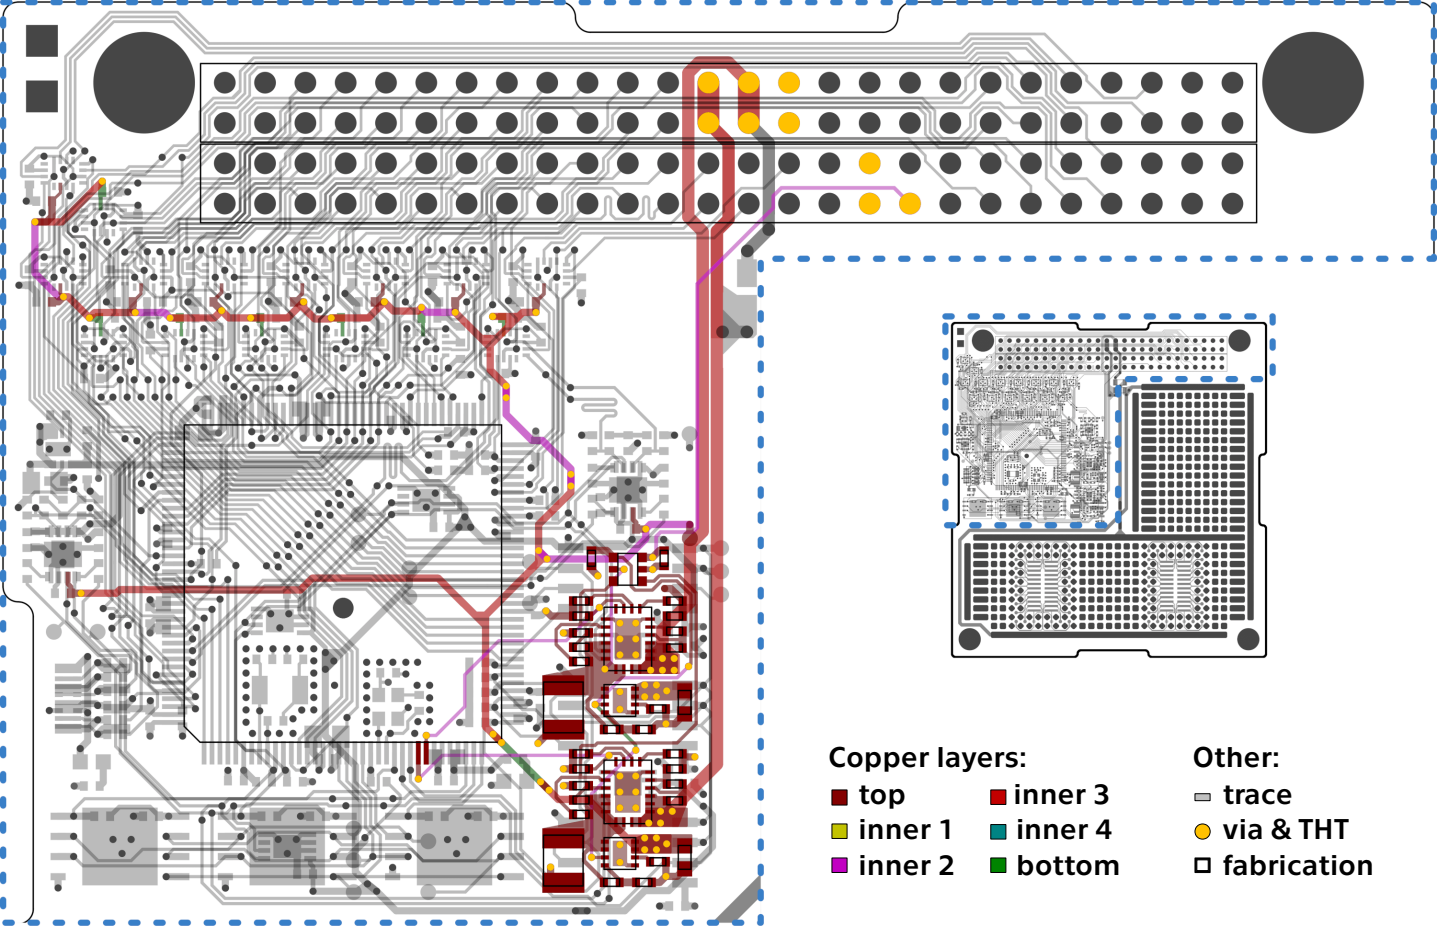 Copper layers:
top
inner 1
inner 2
inner 3
inner 4
bottom
Other:
trace
via & THT
fabrication